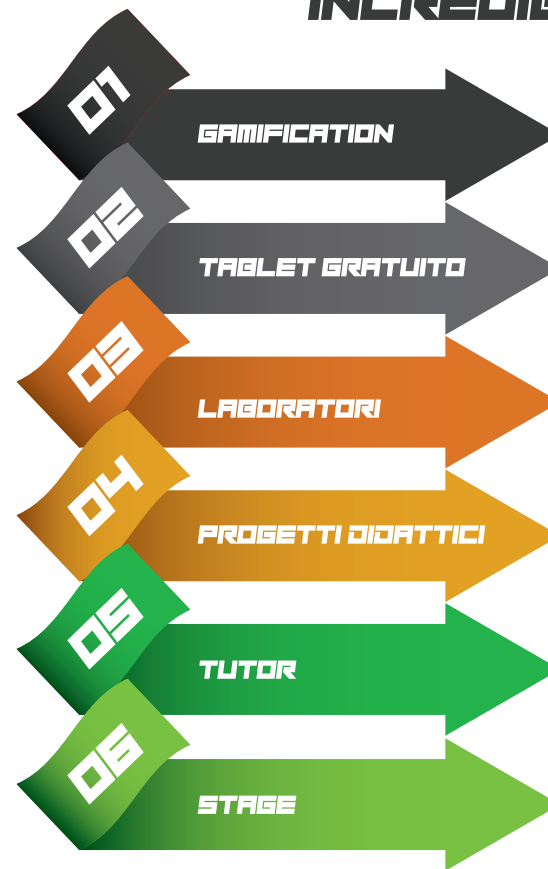 01
GAMIFICATION
02
TABLET GRATUITO
03
LABORATORI
04
PROGETTI DIDATTICI
05
TUTOR
06
STAGE